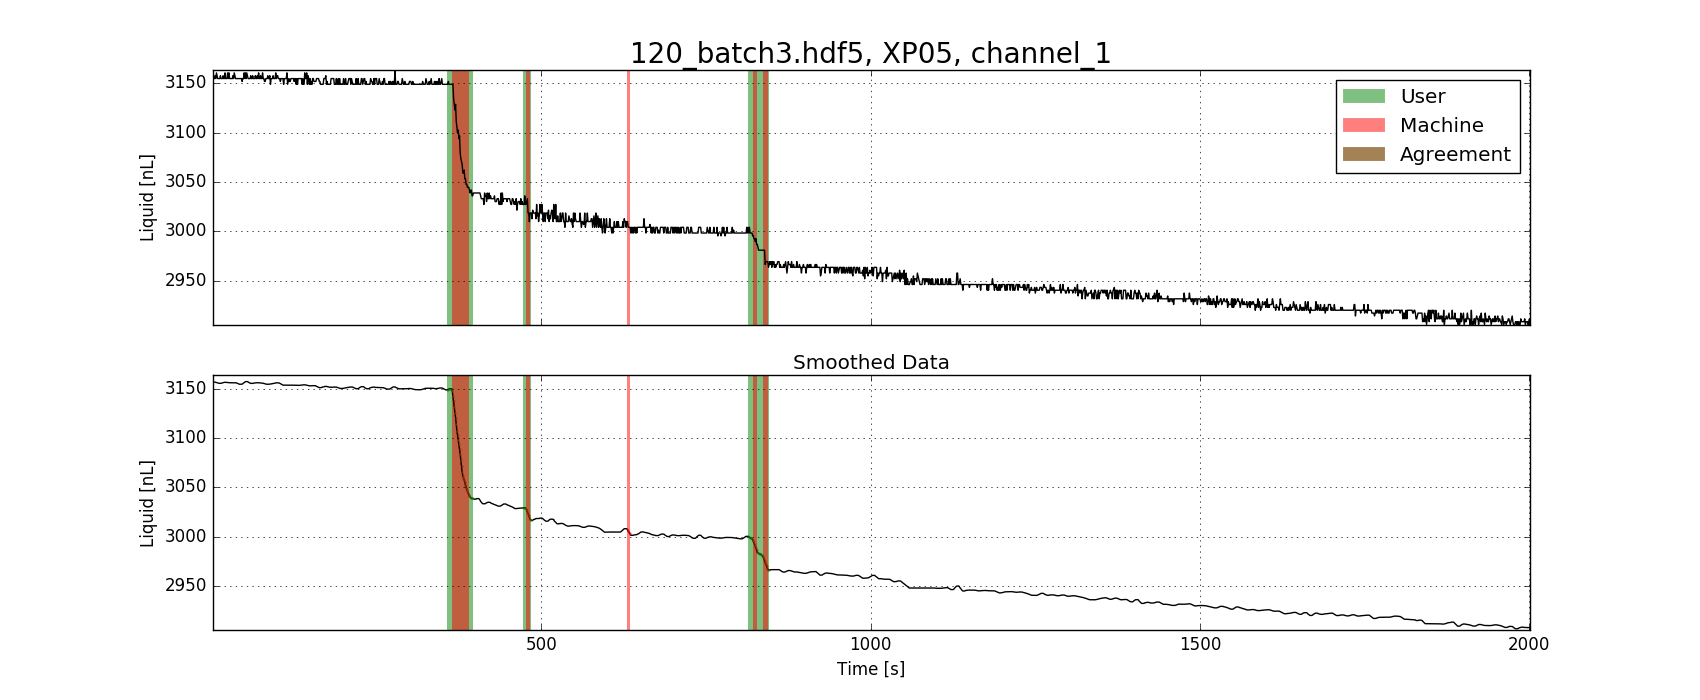 120_batch3.hdf5, XP05, channel_1
3150
3100
3050
3000
2950
Liquid [nL]
User
Machine
Agreement
Smoothed Data
3150
3100
3050
3000
2950
Liquid [nL]
500
1000
1500
2000
Time [s]